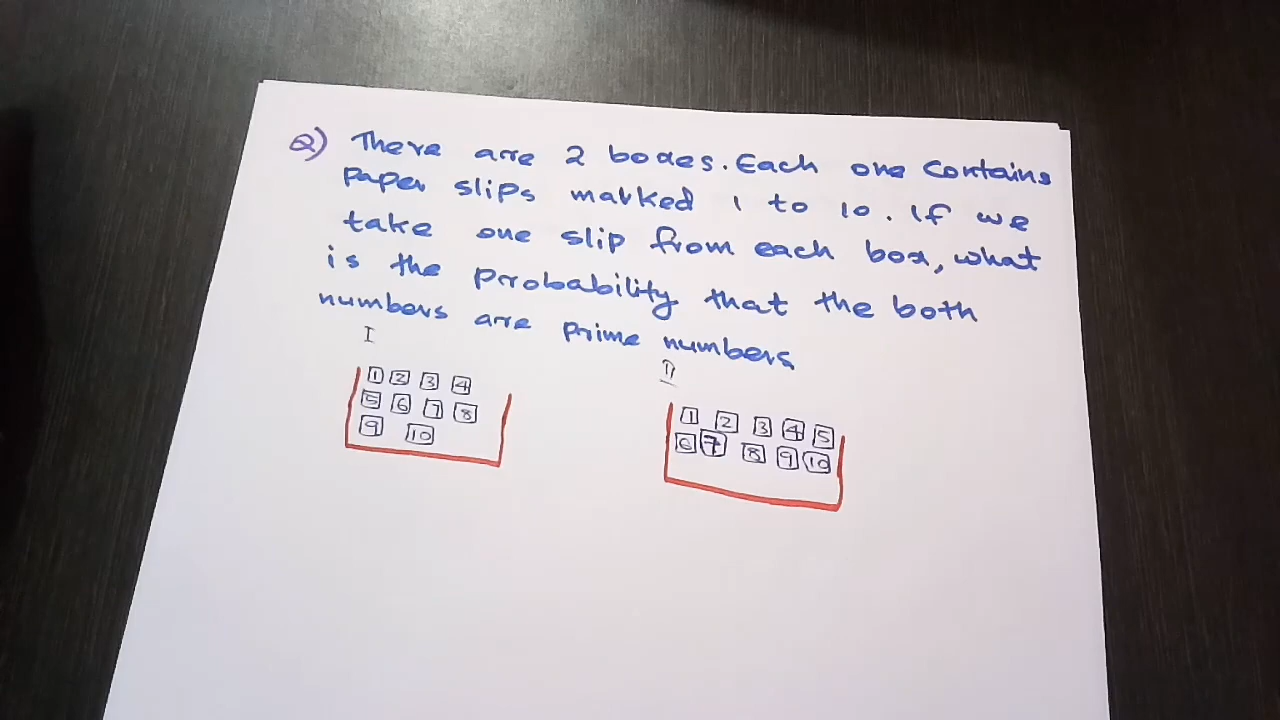 Q) There are 2 boxes. Each one contains
paper slips marked 1 to 10. If we
take one slip from each box, what
is the probability that the both
numbers are prime numbers
I
II
1 2 3 4
5 6 7 8
9 10
1 2 3 4 5
6 7 8 9 10